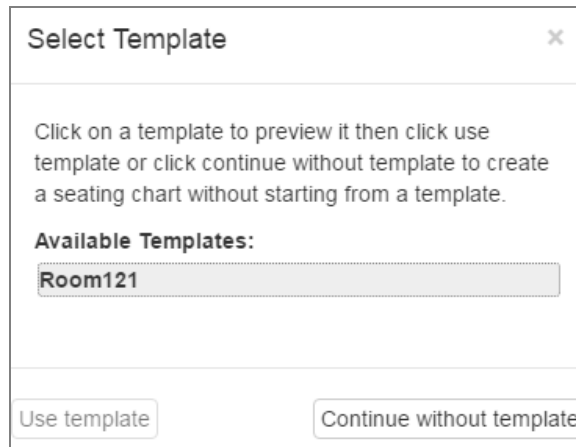 Select Template ×
Click on a template to preview it then click use
template or click continue without template to create
a seating chart without starting from a template.
Available Templates:
Room121
Use template Continue without template